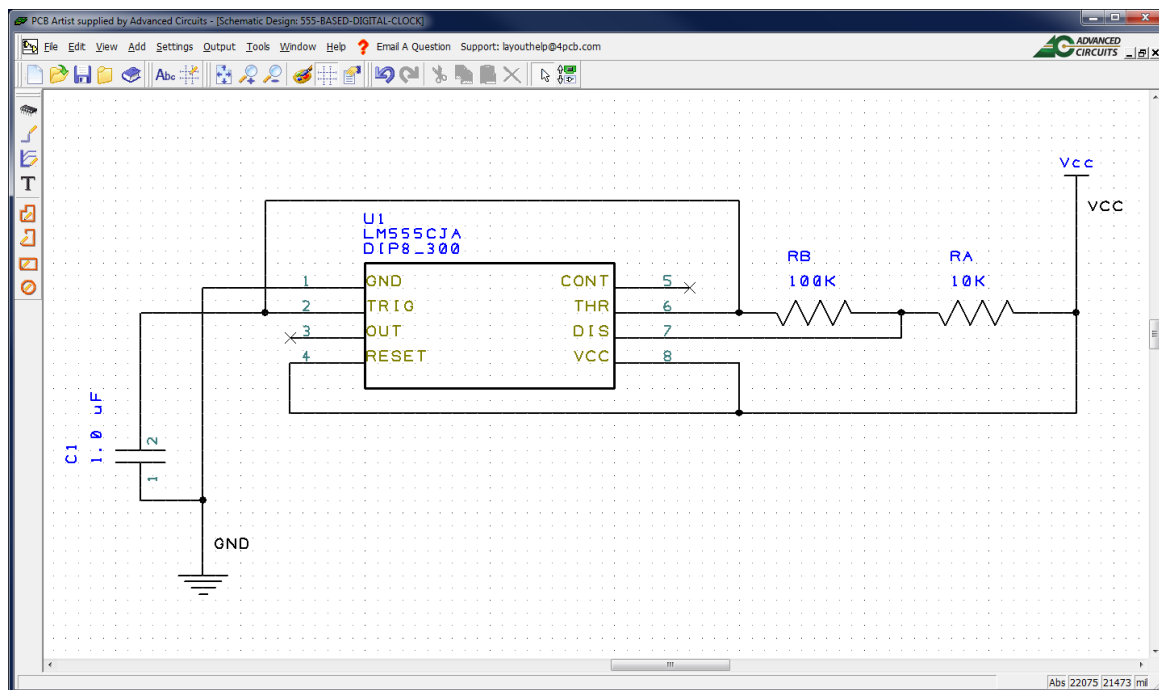 PCB Artist supplied by Advanced Circuits - [Schematic Design: 555-BASED-DIGITAL-CLOCK]
File Edit View Add Settings Output Tools Window Help ? Email A Question Support: layouthelp@4pcb.com
ADVANCED
CIRCUITS
Abc
T
Vcc
VCC
U1
LM555CJA
DIP8_300
RB
RA
100K
10K
1 GND CONT 5
2 TRIG THR 6
3 OUT DIS 7
4 RESET VCC 8
C1
1.0 uF
2
1
GND
Abs 22075 21473 mil